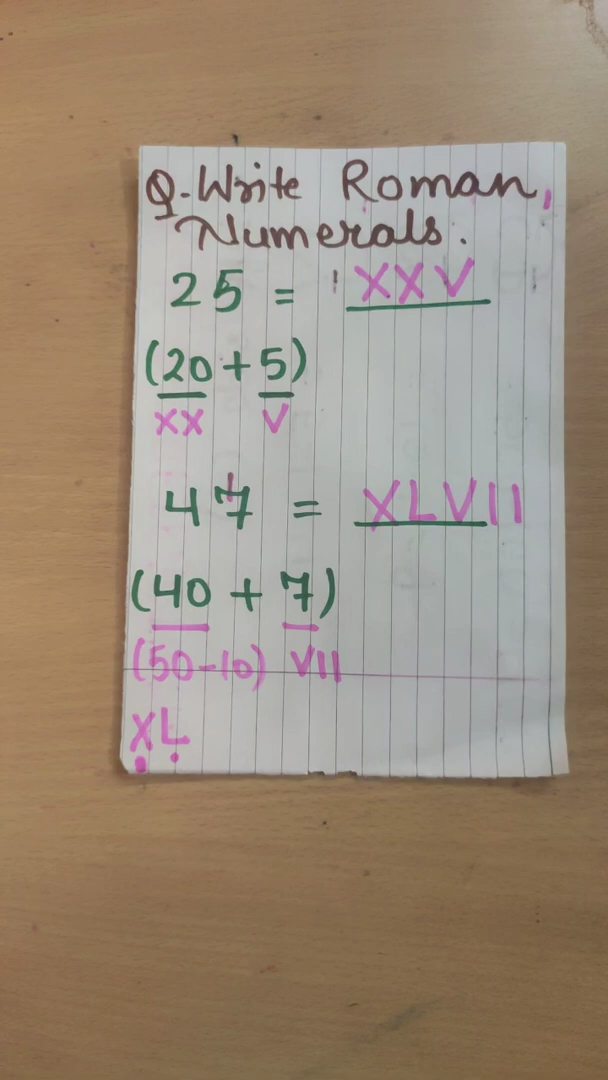 Q. Write Roman
Numerals.
25 = XXV
(20 + 5)
XX V
47 = XLVII
(40 + 7)
(50-10) VII
XL